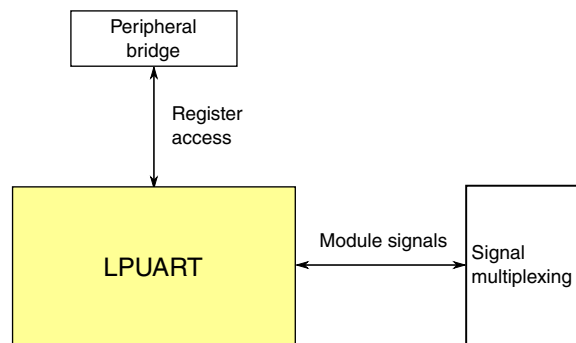 Peripheral
bridge
Register
access
LPUART
Module signals
Signal
multiplexing